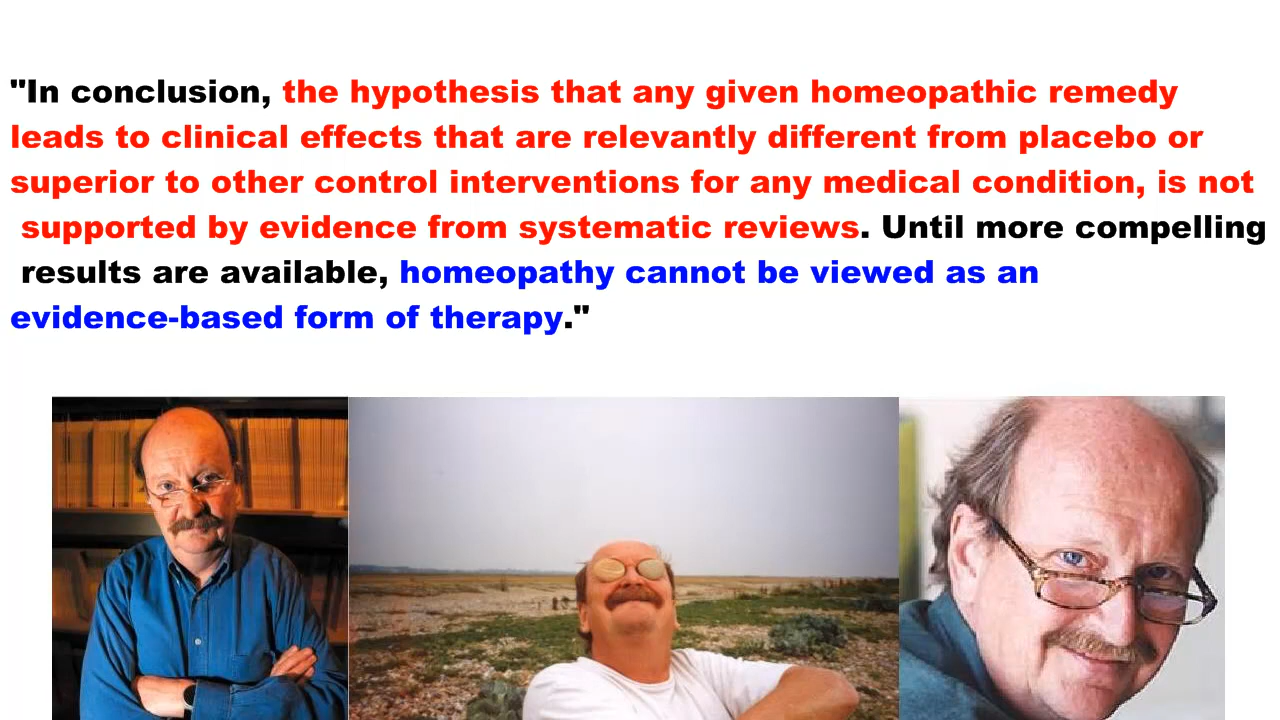 "In conclusion, the hypothesis that any given homeopathic remedy
leads to clinical effects that are relevantly different from placebo or
superior to other control interventions for any medical condition, is not
supported by evidence from systematic reviews. Until more compelling
results are available, homeopathy cannot be viewed as an
evidence-based form of therapy."